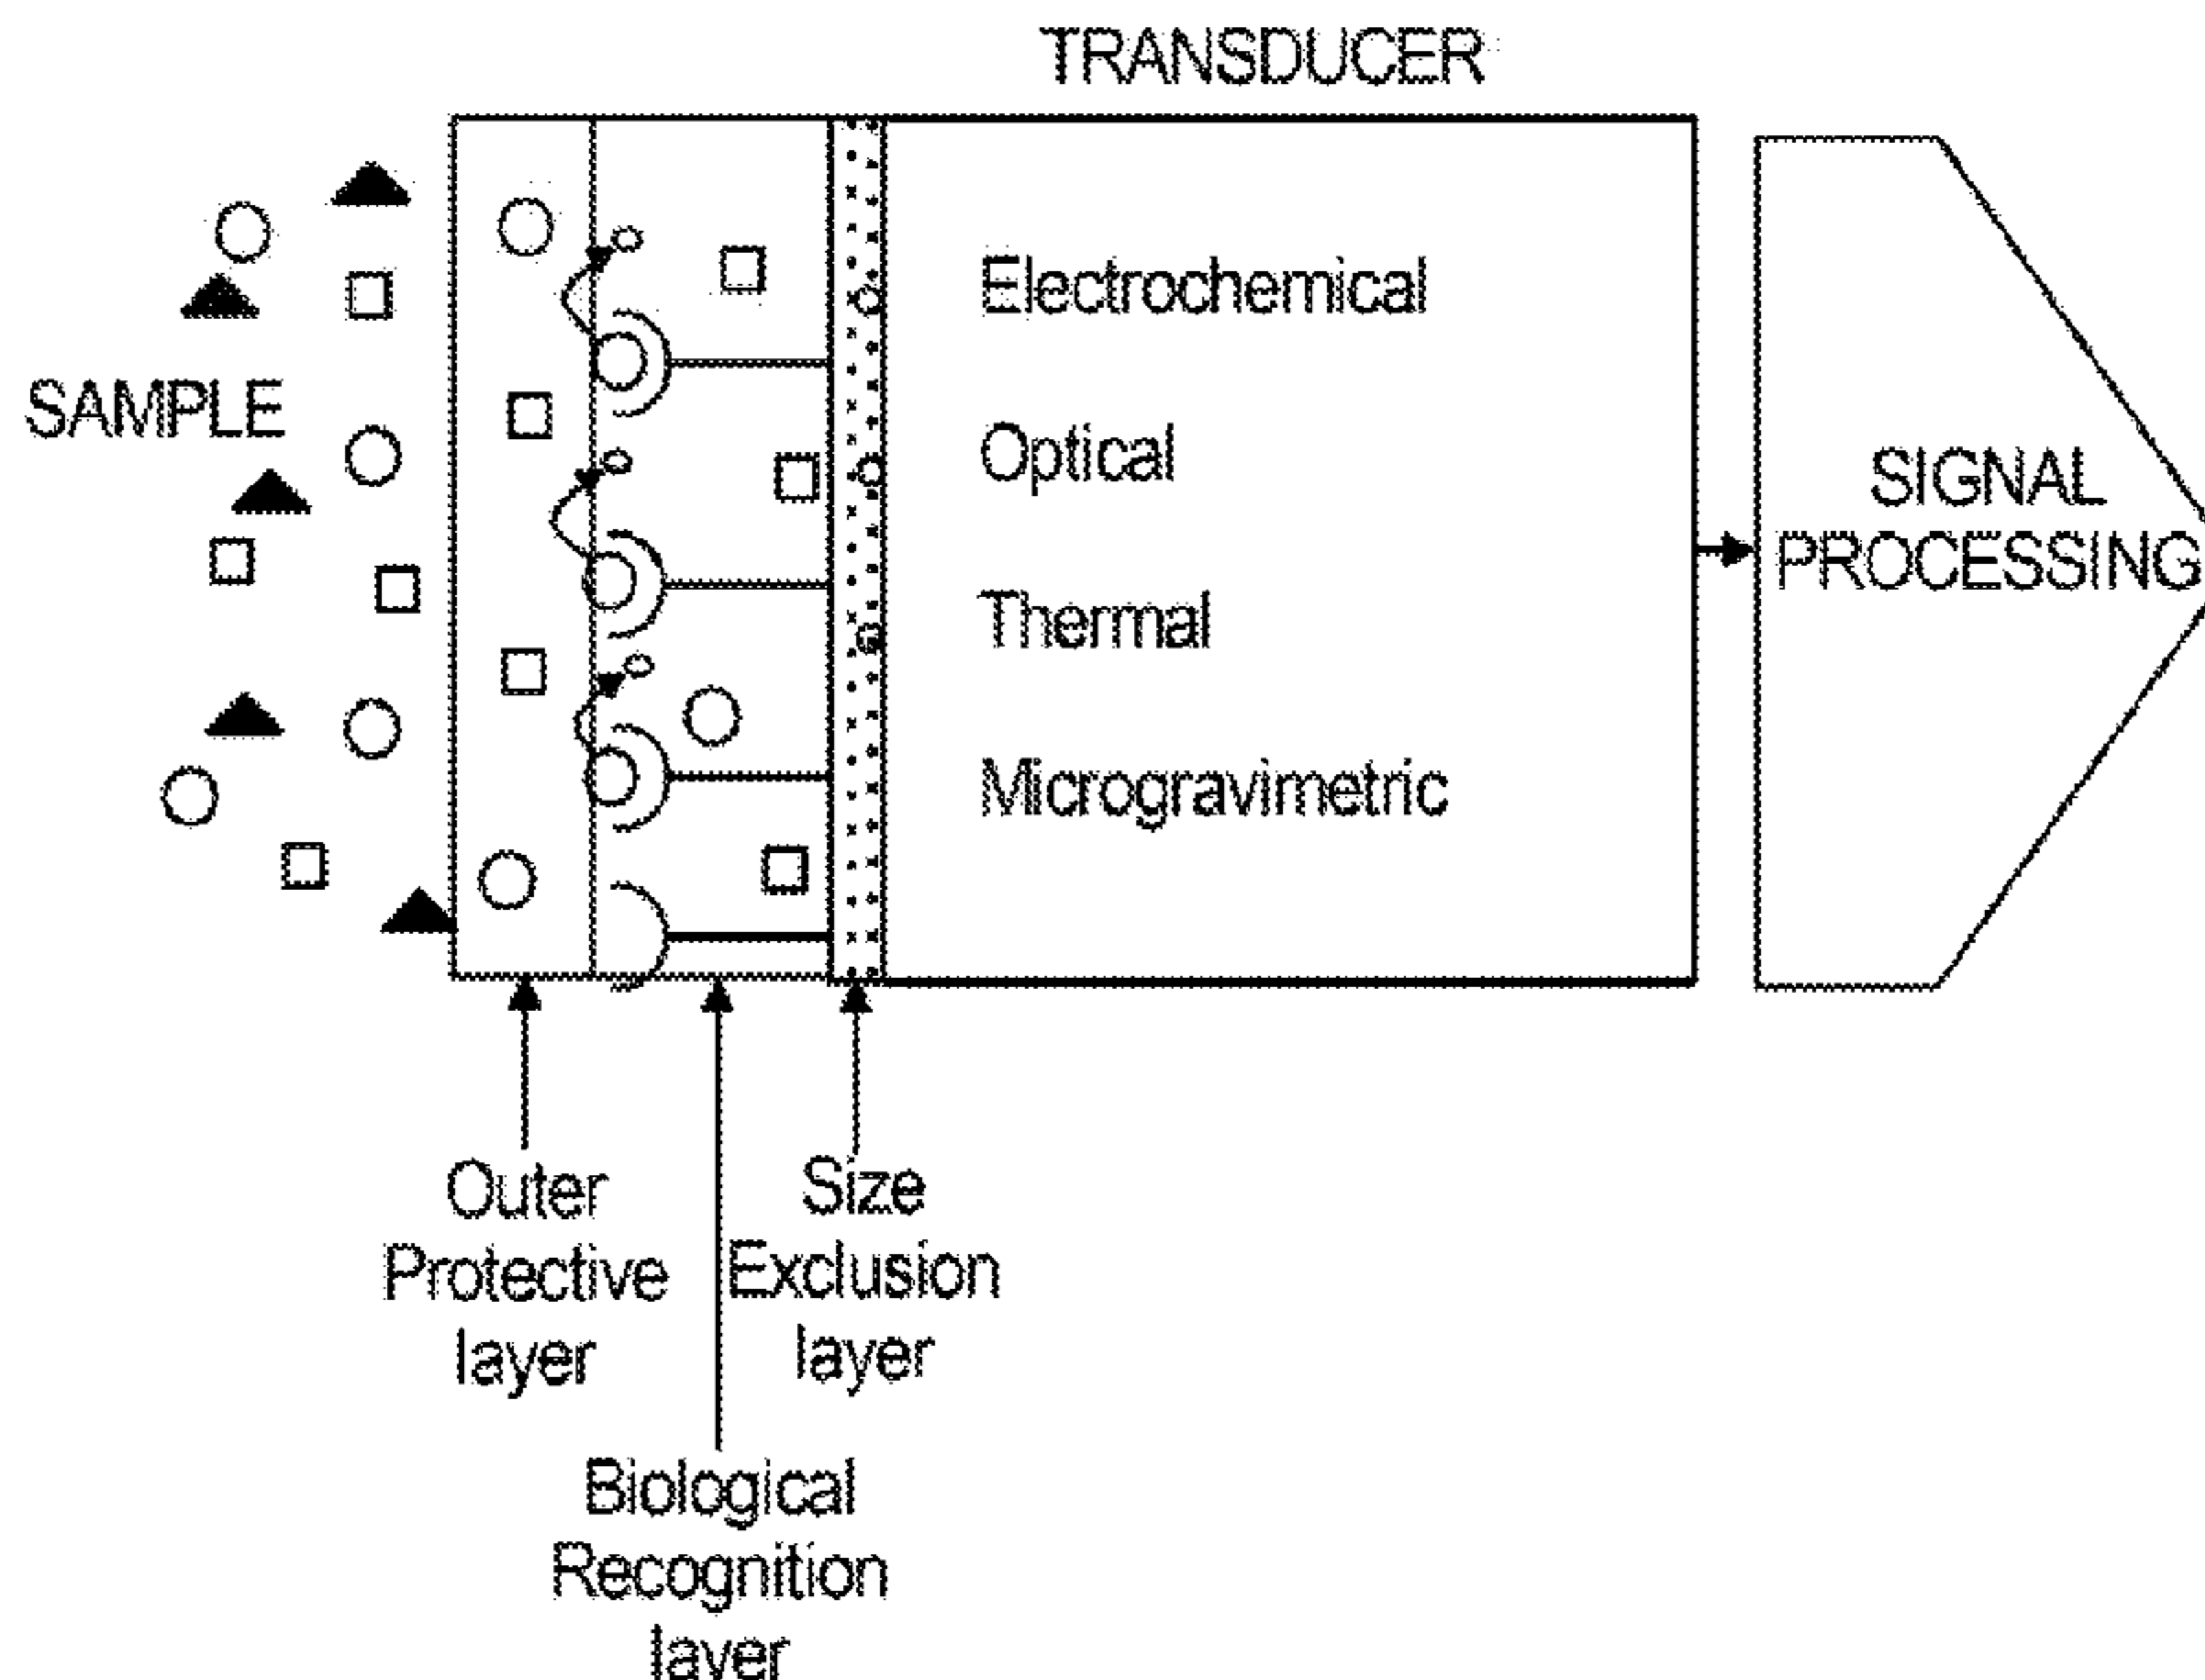 TRANSDUCER
SAMPLE
Electrochemical
Optical
Thermal
Microgravimetric
SIGNAL
PROCESSING
Outer
Protective
layer
Size
Exclusion
layer
Biological
Recognition
layer